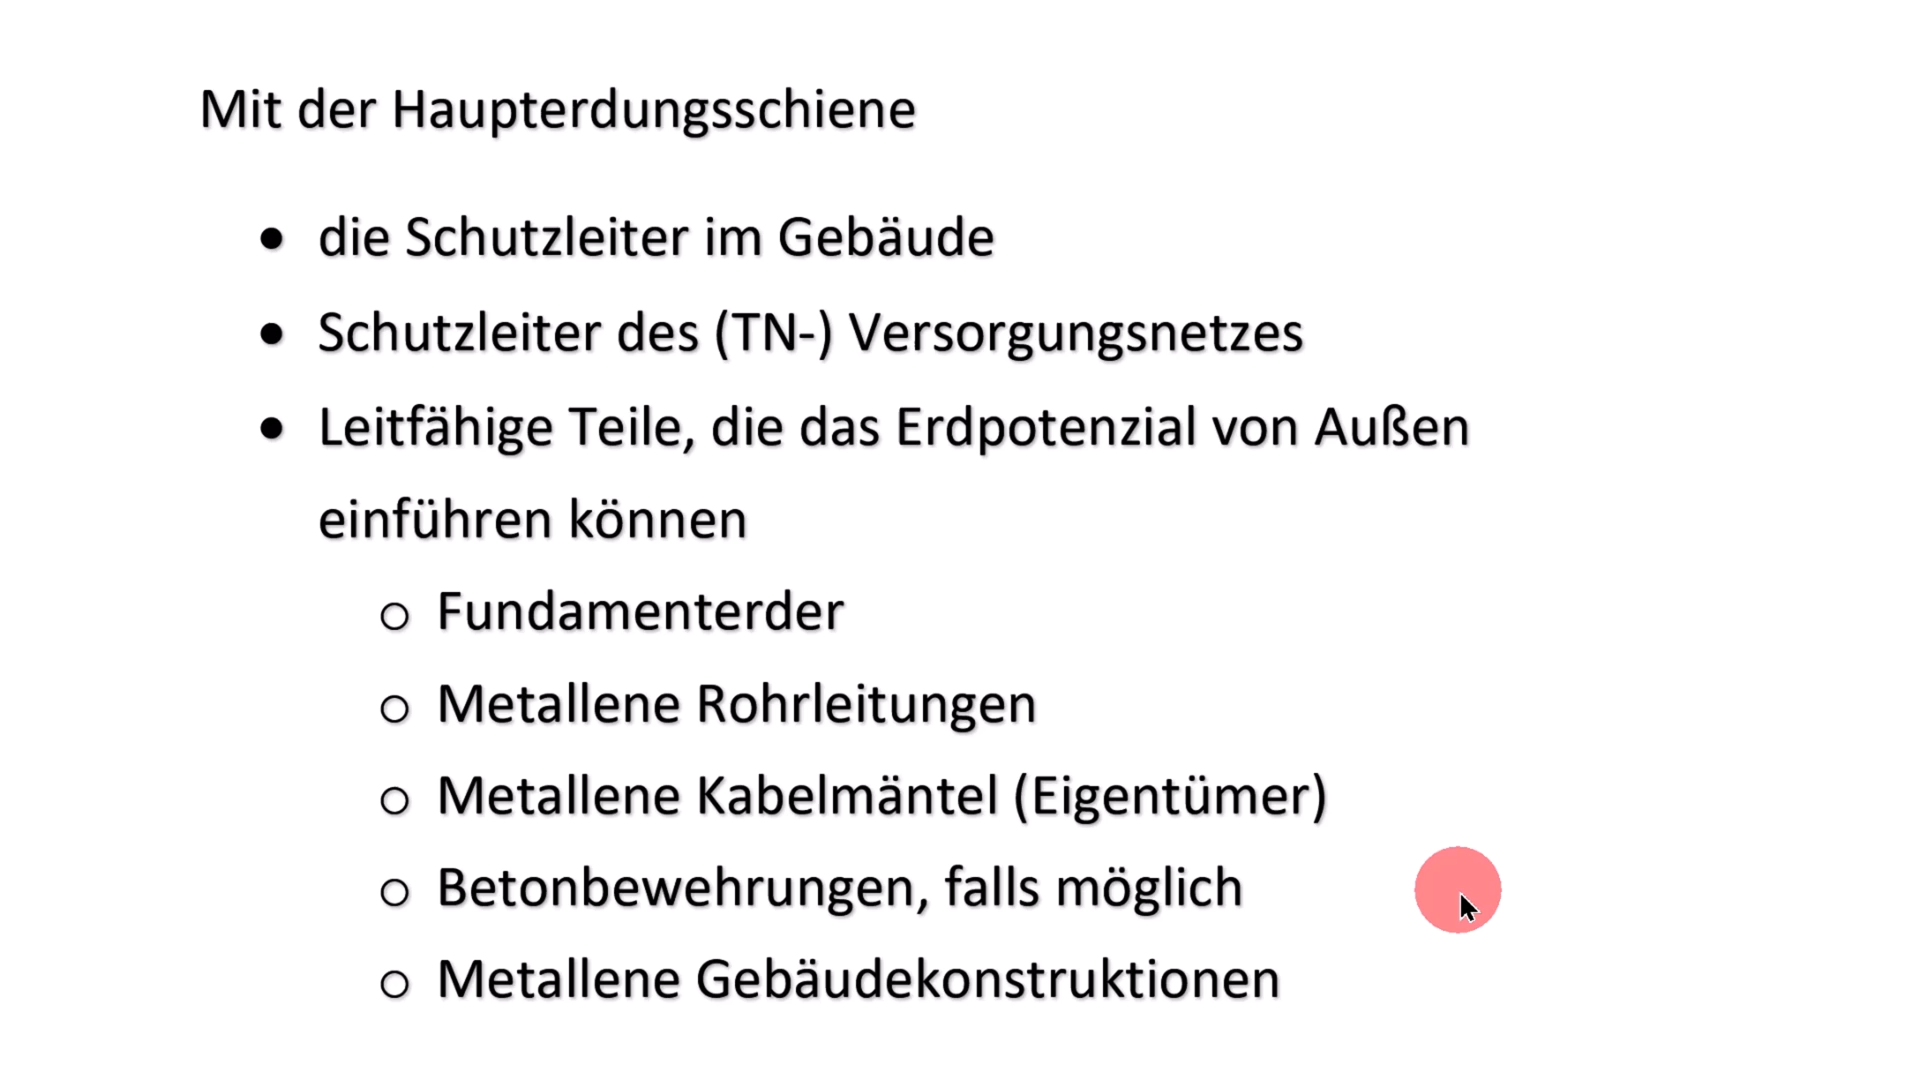 Mit der Haupterdungsschiene
• die Schutzleiter im Gebäude
• Schutzleiter des (TN-) Versorgungsnetzes
• Leitfähige Teile, die das Erdpotenzial von Außen
einführen können
o Fundamenterder
o Metallene Rohrleitungen
o Metallene Kabelmäntel (Eigentümer)
o Betonbewehrungen, falls möglich
o Metallene Gebäudekonstruktionen